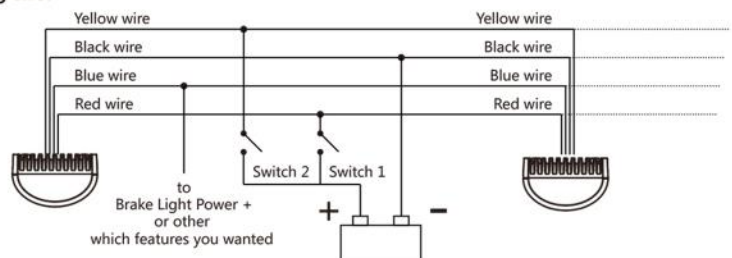 Yellow wire Yellow wire
Black wire Black wire
Blue wire Blue wire
Red wire Red wire
Switch 2 Switch 1
to
Brake Light Power +
or other
which features you wanted
+ −